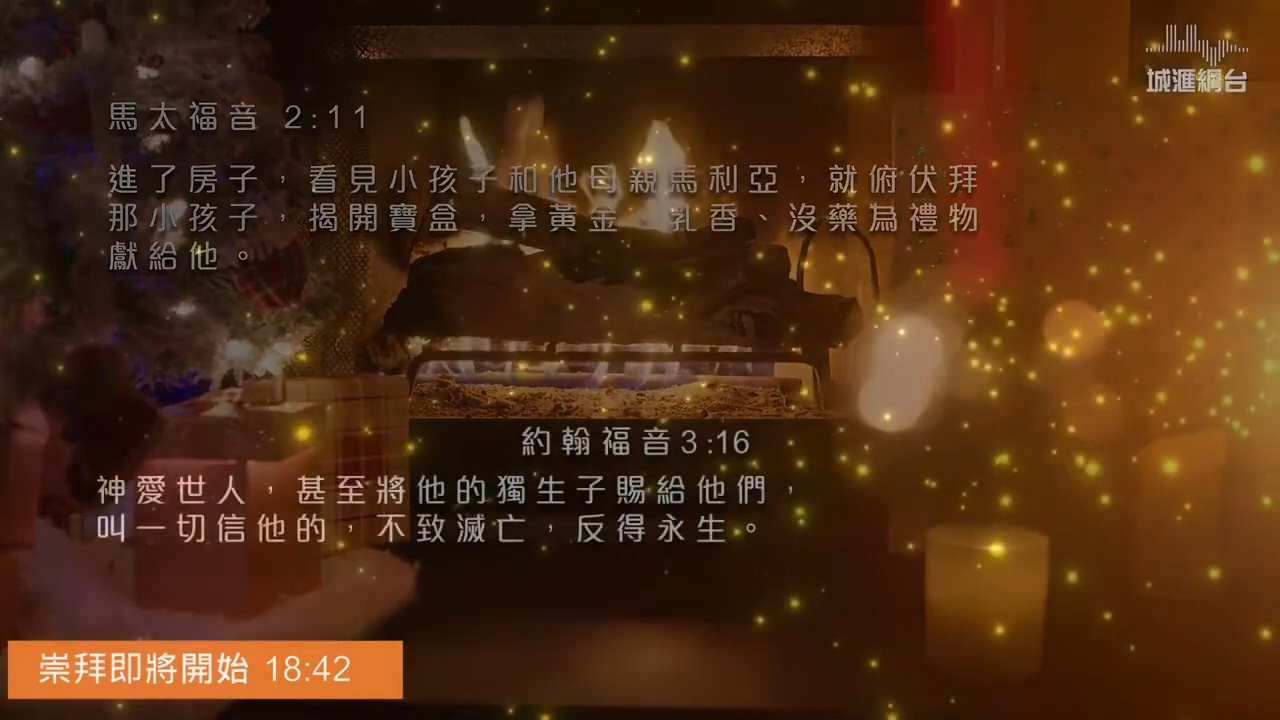 城滙網台
馬太福音 2:11
進了房子，看見小孩子和他母親馬利亞，就俯伏拜
那小孩子，揭開寶盒，拿黃金 乳香、沒藥為禮物
獻給他。
約翰福音3:16
神愛世人，甚至將他的獨生子賜給他們，
叫一切信他的，不致滅亡，反得永生。
崇拜即將開始 18:42